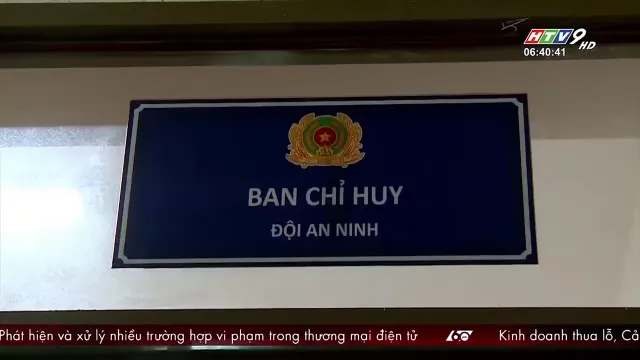 HTV9 HD
06:40:41
BAN CHỈ HUY
ĐỘI AN NINH
Phát hiện và xử lý nhiều trường hợp vi phạm trong thương mại điện tử
Kinh doanh thua lỗ, Cả